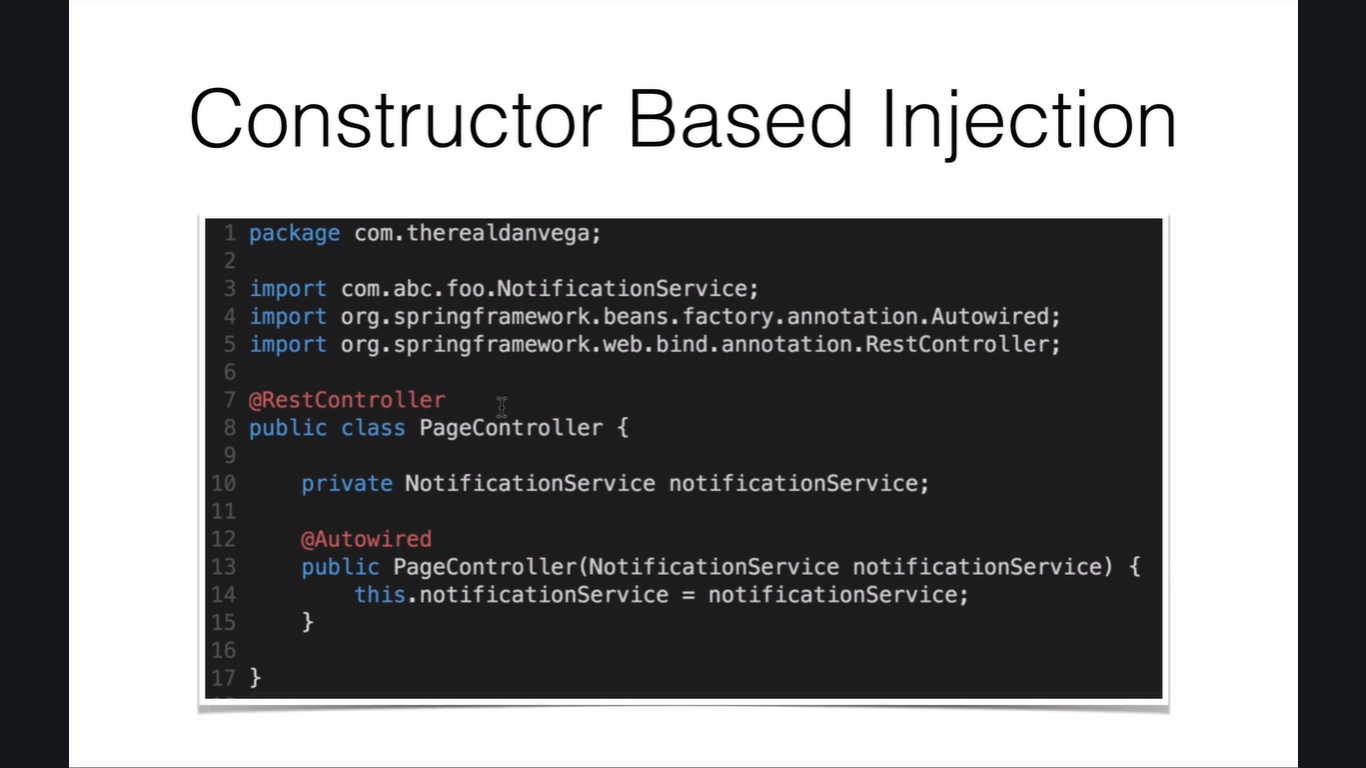 Constructor Based Injection
1 package com.therealdanvega;
2
3 import com.abc.foo.NotificationService;
4 import org.springframework.beans.factory.annotation.Autowired;
5 import org.springframework.web.bind.annotation.RestController;
6
7 @RestController
8 public class PageController {
9
10     private NotificationService notificationService;
11
12     @Autowired
13     public PageController(NotificationService notificationService) {
14         this.notificationService = notificationService;
15     }
16
17 }